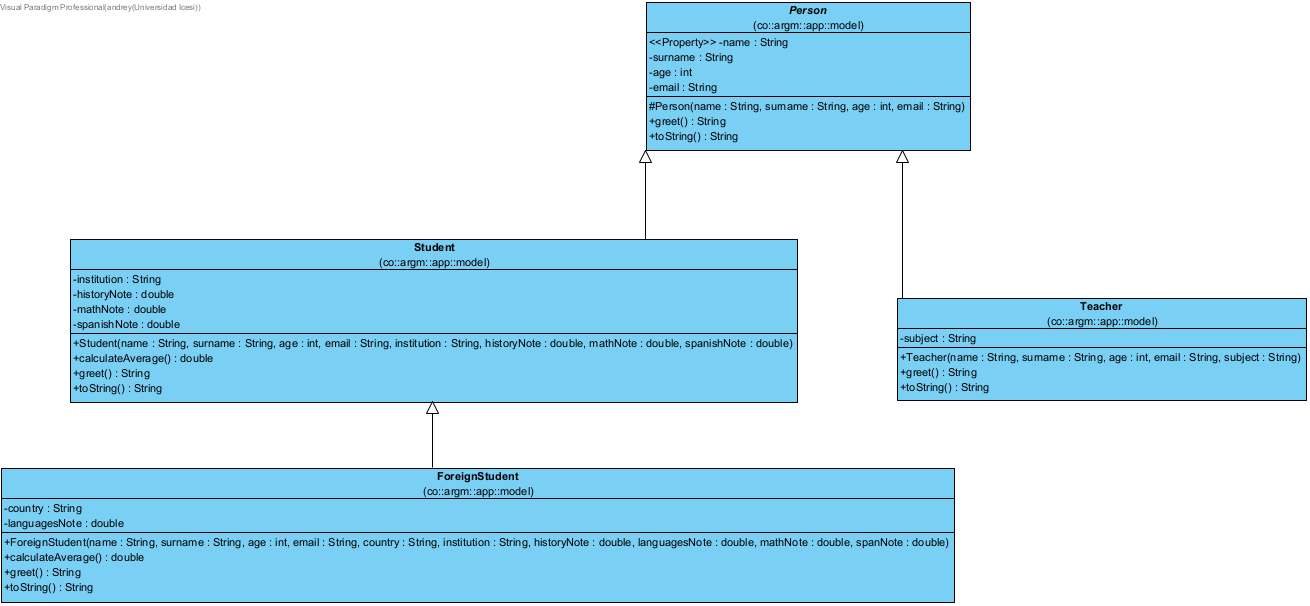 Visual Paradigm Professional(andrey(Universidad Icesi))
Person
(co::argm::app::model)
<<Property>> -name : String
-surname : String
-age : int
-email : String
#Person(name : String, surname : String, age : int, email : String)
+greet() : String
+toString() : String
Student
(co::argm::app::model)
-institution : String
-historyNote : double
-mathNote : double
-spanishNote : double
+Student(name : String, surname : String, age : int, email : String, institution : String, historyNote : double, mathNote : double, spanishNote : double)
+calculateAverage() : double
+greet() : String
+toString() : String
Teacher
(co::argm::app::model)
-subject : String
+Teacher(name : String, surname : String, age : int, email : String, subject : String)
+greet() : String
+toString() : String
ForeignStudent
(co::argm::app::model)
-country : String
-languagesNote : double
+ForeignStudent(name : String, surname : String, age : int, email : String, country : String, institution : String, historyNote : double, languagesNote : double, mathNote : double, spanNote : double)
+calculateAverage() : double
+greet() : String
+toString() : String